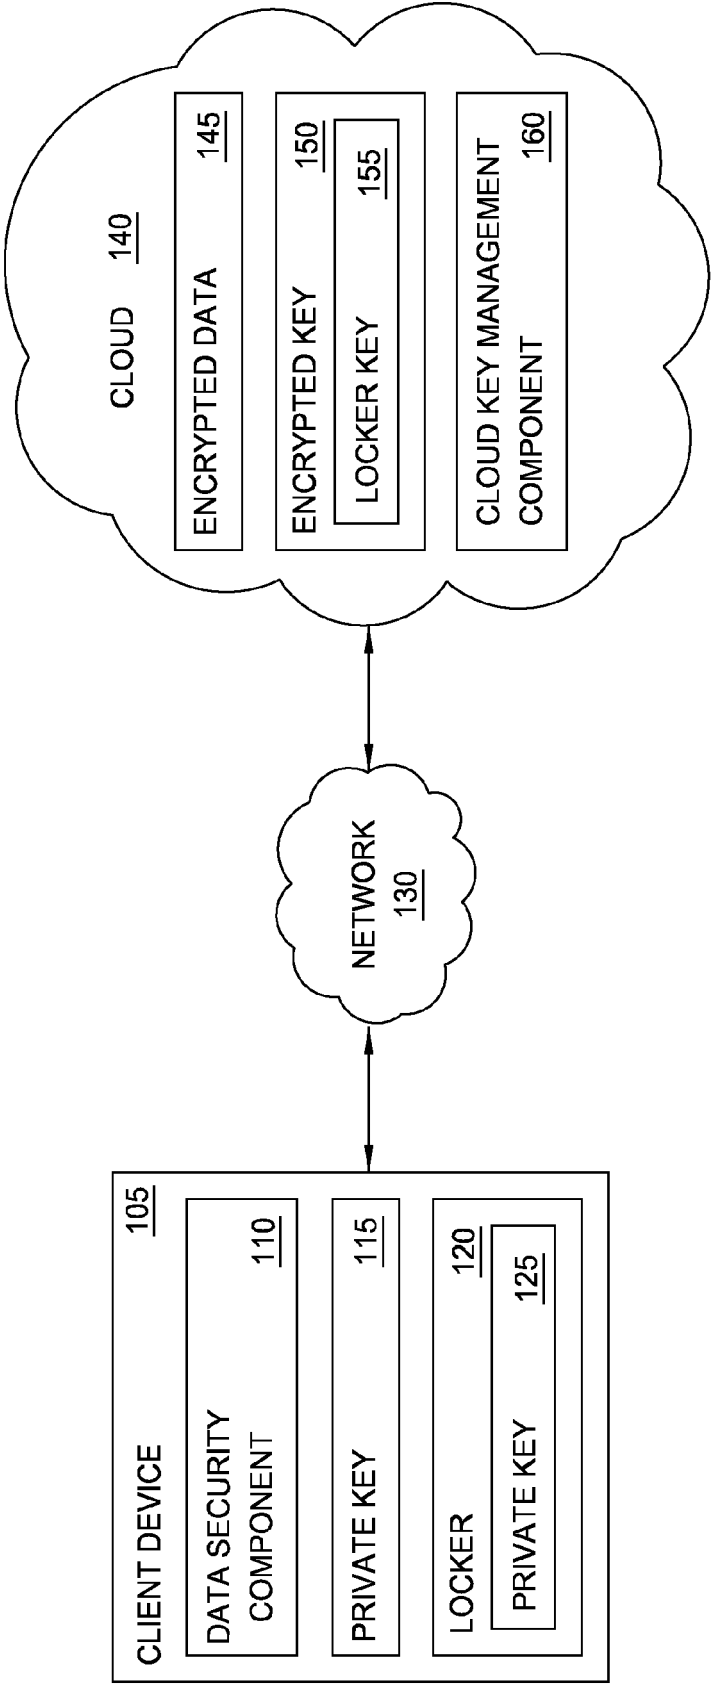 CLIENT DEVICE 105
DATA SECURITY
COMPONENT 110
PRIVATE KEY 115
LOCKER 120
PRIVATE KEY 125
NETWORK
130
CLOUD 140
ENCRYPTED DATA 145
ENCRYPTED KEY 150
LOCKER KEY 155
CLOUD KEY MANAGEMENT
COMPONENT 160